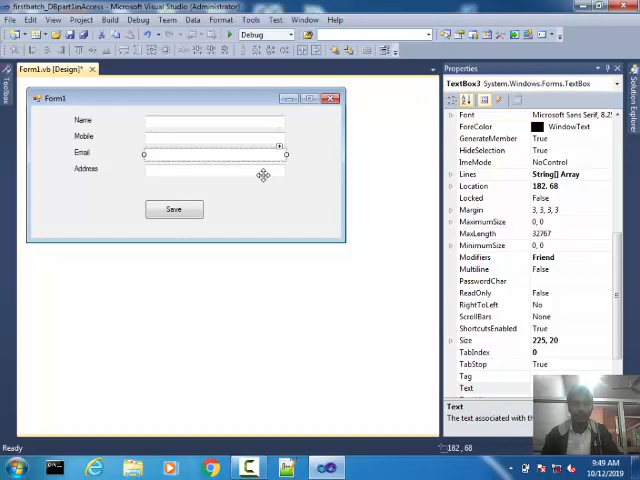 firstbatch_DBpart1inAccess - Microsoft Visual Studio (Administrator)
File Edit View Project Build Debug Team Data Format Tools Test Window Help
Debug
Form1.vb [Design]*
Toolbox
Form1
Name
Mobile
Email
Address
Save
Properties
TextBox3 System.Windows.Forms.TextBox
Font Microsoft Sans Serif, 8.25
ForeColor WindowText
GenerateMember True
HideSelection True
ImeMode NoControl
Lines String[] Array
Location 182, 68
Locked False
Margin 3, 3, 3, 3
MaximumSize 0, 0
MaxLength 32767
MinimumSize 0, 0
Modifiers Friend
Multiline False
PasswordChar
ReadOnly False
RightToLeft No
ScrollBars None
ShortcutsEnabled True
Size 225, 20
TabIndex 0
TabStop True
Tag
Text
Text
The text associated with th
Solution Explorer
Ready
182, 68
9:49 AM
10/12/2019